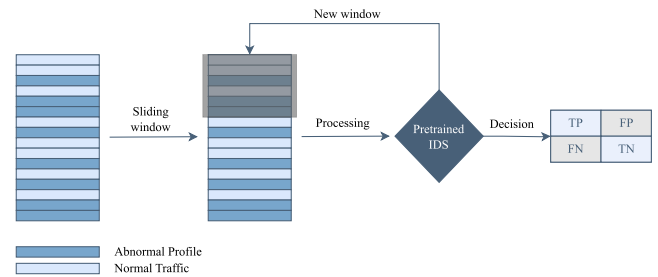 New window
Sliding
window
Processing
Pretrained
IDS
Decision
TP FP
FN TN
Abnormal Profile
Normal Traffic